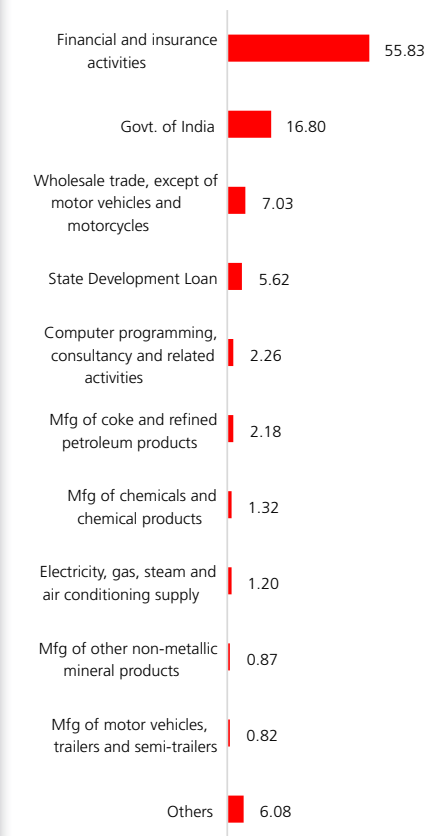 Financial and insurance
activities
55.83
Govt. of India
16.80
Wholesale trade, except of
motor vehicles and
motorcycles
7.03
State Development Loan
5.62
Computer programming,
consultancy and related
activities
2.26
Mfg of coke and refined
petroleum products
2.18
Mfg of chemicals and
chemical products
1.32
Electricity, gas, steam and
air conditioning supply
1.20
Mfg of other non-metallic
mineral products
0.87
Mfg of motor vehicles,
trailers and semi-trailers
0.82
Others
6.08